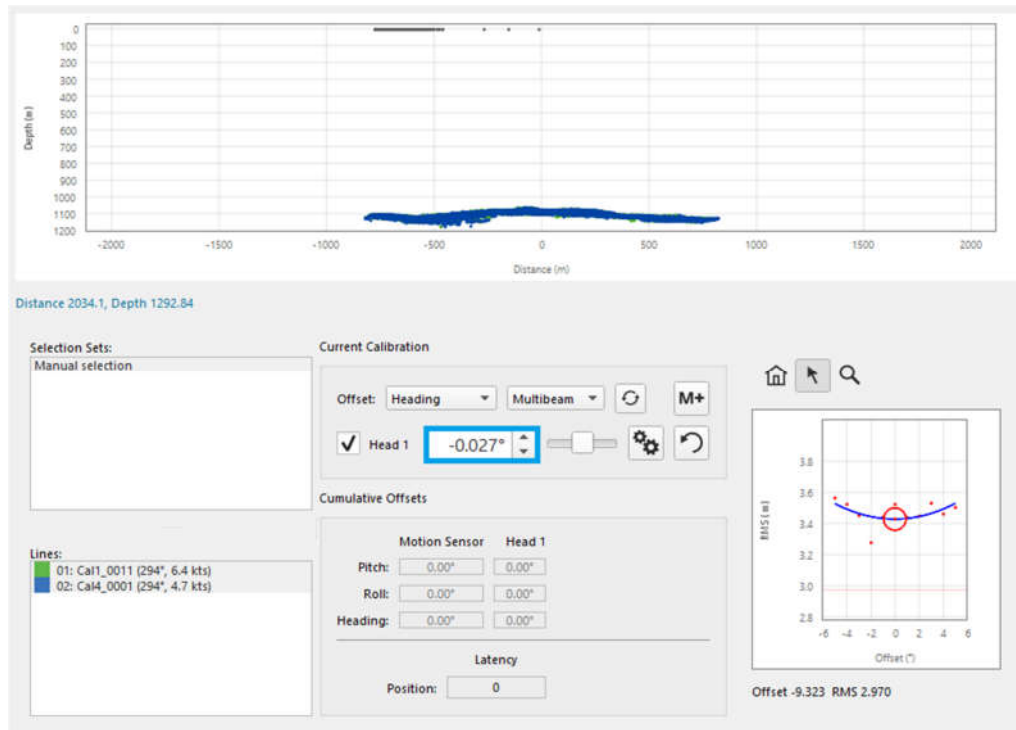 0
100
200
300
400
500
600
700
800
900
1000
1100
1200
Depth (m)
-2000 -1500 -1000 -500 0 500 1000 1500 2000
Distance (m)
Distance 2034.1, Depth 1292.84
Selection Sets:
Manual selection
Lines:
01: Cal1_0011 (294°, 6.4 kts)
02: Cal4_0001 (294°, 4.7 kts)
Current Calibration
Offset: Heading Multibeam M+
Head 1 -0.027°
Cumulative Offsets
Motion Sensor Head 1
Pitch: 0.00° 0.00°
Roll: 0.00° 0.00°
Heading: 0.00° 0.00°
Latency
Position: 0
3.8
3.6
3.4
3.2
3.0
2.8
RMS (m)
-6 -4 -2 0 2 4 6
Offset (°)
Offset -9.323 RMS 2.970